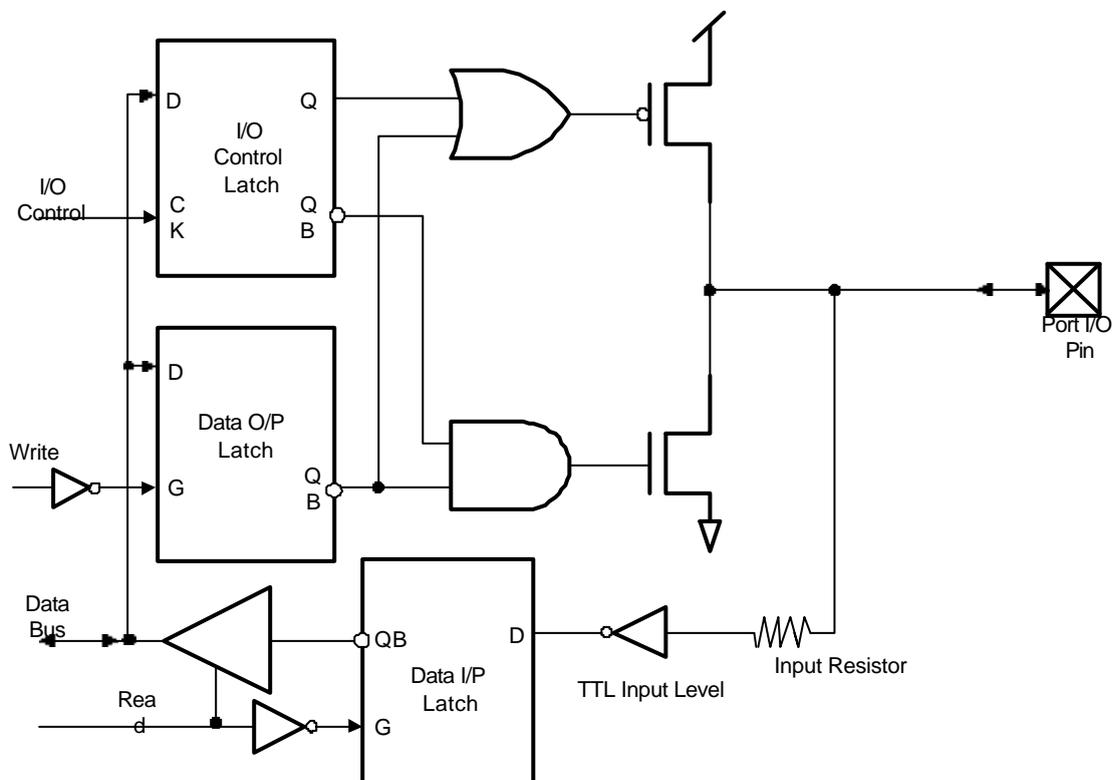 D
Q
I/O
Control
Latch
I/O
Control
C
K
Q
B
Port I/O
Pin
D
Data O/P
Latch
Write
G
Q
B
Data
Bus
QB
D
Data I/P
Latch
TTL Input Level
Input Resistor
Rea
d
G